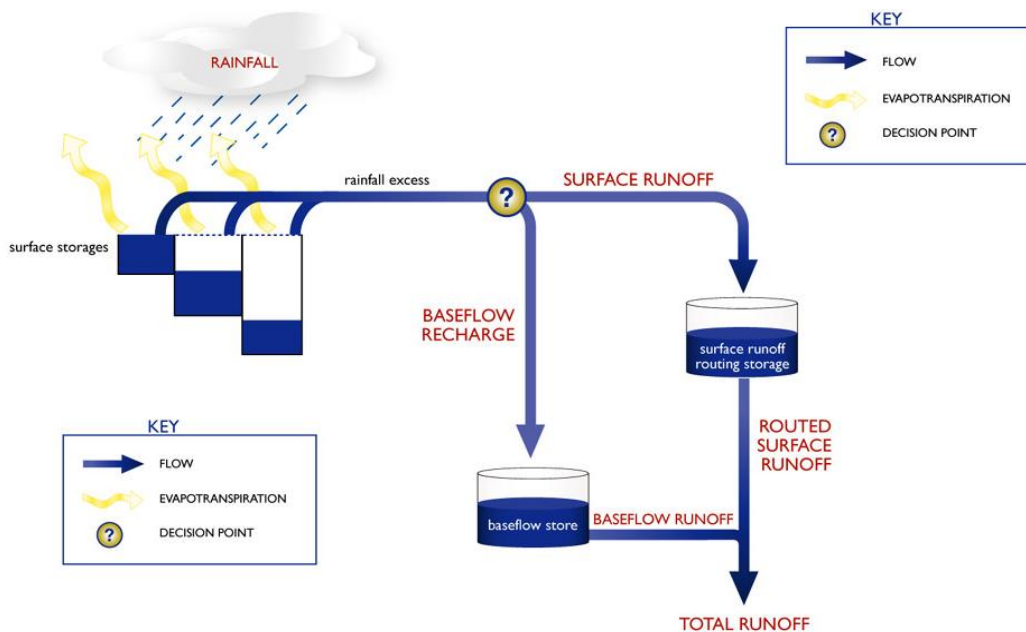 KEY
FLOW
EVAPOTRANSPIRATION
?
DECISION POINT
RAINFALL
rainfall excess
?
SURFACE RUNOFF
surface storages
BASEFLOW
RECHARGE
surface runoff
routing storage
KEY
FLOW
EVAPOTRANSPIRATION
?
DECISION POINT
ROUTED
SURFACE
RUNOFF
baseflow store
BASEFLOW RUNOFF
TOTAL RUNOFF